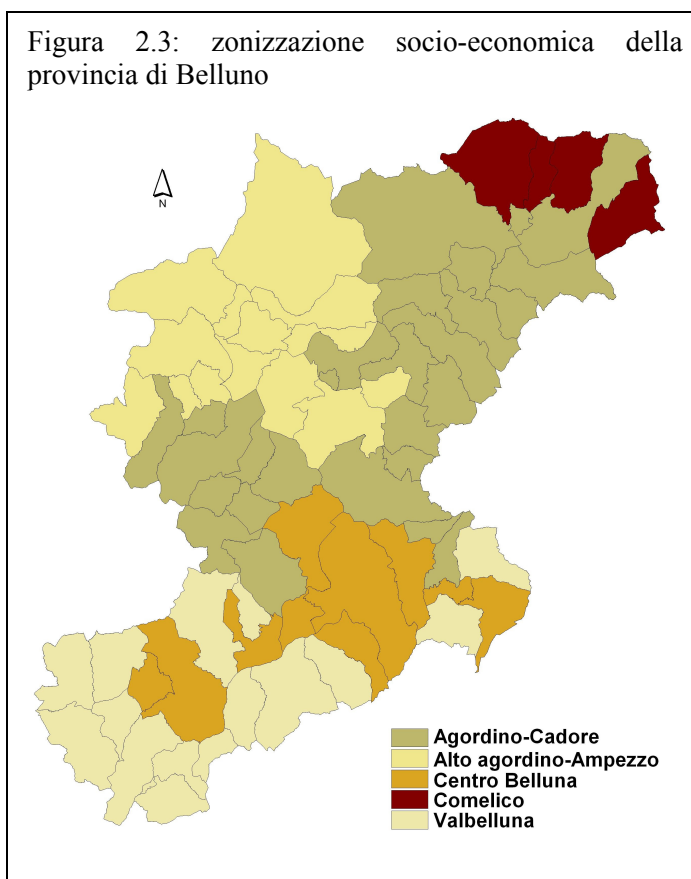 Figura 2.3: zonizzazione socio-economica della
provincia di Belluno
N
Agordino-Cadore
Alto agordino-Ampezzo
Centro Belluna
Comelico
Valbelluna